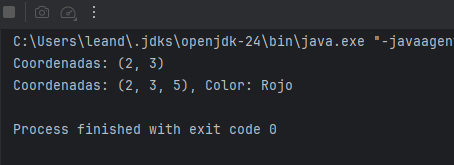 C:\Users\leand\.jdks\openjdk-24\bin\java.exe "-javaagen
Coordenadas: (2, 3)
Coordenadas: (2, 3, 5), Color: Rojo
Process finished with exit code 0